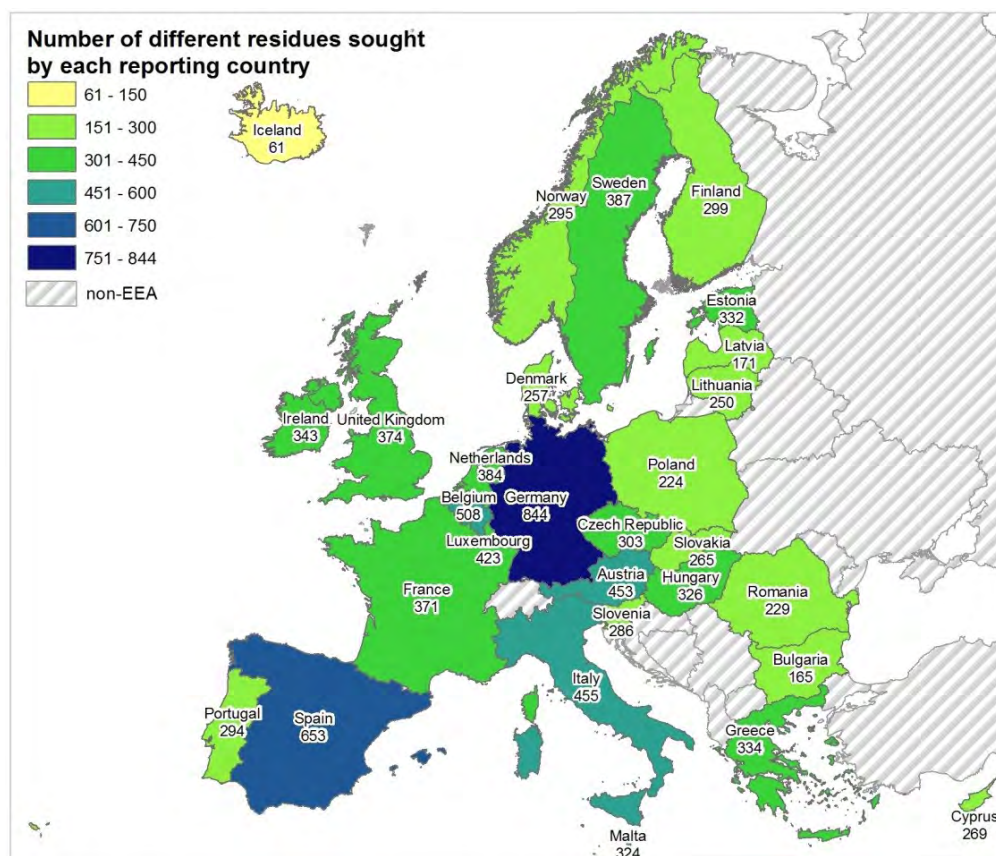 Number of different residues sought
by each reporting country
61 - 150
151 - 300
301 - 450
451 - 600
601 - 750
751 - 844
non-EEA
Iceland
61
Norway
295
Sweden
387
Finland
299
Estonia
332
Latvia
171
Lithuania
250
Denmark
257
Ireland
343
United Kingdom
374
Netherlands
384
Belgium
508
Germany
844
Luxembourg
423
Poland
224
Czech Republic
303
Slovakia
265
Austria
453
Hungary
326
Slovenia
286
Romania
229
Bulgaria
165
France
371
Italy
455
Portugal
294
Spain
653
Greece
334
Malta
324
Cyprus
269